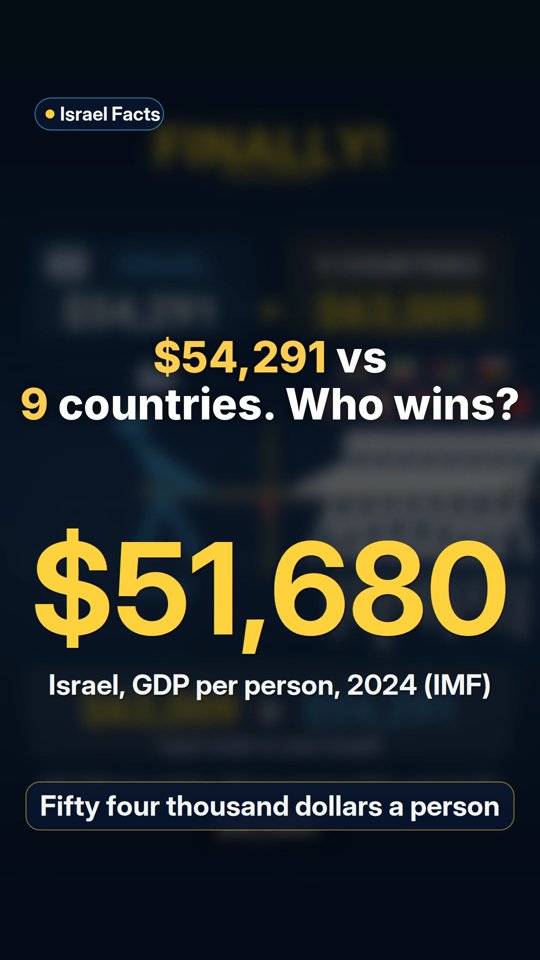 Israel Facts
FINALLY!
$54,291 vs
9 countries. Who wins?
$51,680
Israel, GDP per person, 2024 (IMF)
Fifty four thousand dollars a person